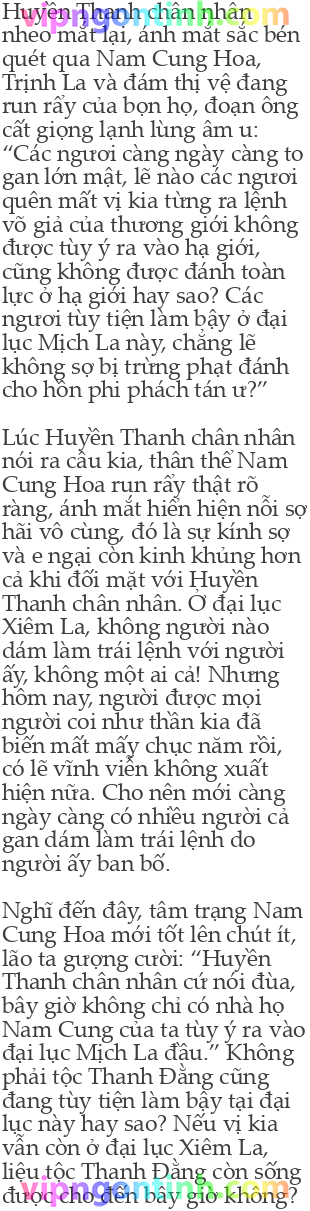 Huyền Thanh chân nhân
vipngontinh.com
nheo mắt lại, ánh mắt sắc bén
quét qua Nam Cung Hoa,
Trịnh La và đám thị vệ đang
run rẩy của bọn họ, đoạn ông
cất giọng lạnh lùng âm u:
“Các ngươi càng ngày càng to
gan lớn mật, lẽ nào các ngươi
quên mất vị kia từng ra lệnh
võ giả của thương giới không
được tùy ý ra vào hạ giới,
cũng không được đánh toàn
lực ở hạ giới hay sao? Các
ngươi tùy tiện làm bậy ở đại
lục Mịch La này, chẳng lẽ
không sợ bị trừng phạt đánh
cho hồn phi phách tán ư?”
Lúc Huyền Thanh chân nhân
nói ra câu kia, thân thể Nam
Cung Hoa run rẩy thật rõ
ràng, ánh mắt hiển hiện nỗi sợ
hãi vô cùng, đó là sự kính sợ
và e ngại còn kinh khủng hơn
cả khi đối mặt với Huyền
Thanh chân nhân. Ở đại lục
Xiêm La, không người nào
dám làm trái lệnh với người
ấy, không một ai cả! Nhưng
hôm nay, người được mọi
người coi như thần kia đã
biến mất mấy chục năm rồi,
có lẽ vĩnh viễn không xuất
hiện nữa. Cho nên mới càng
ngày càng có nhiều người cả
gan dám làm trái lệnh do
người ấy ban bố.
Nghĩ đến đây, tâm trạng Nam
Cung Hoa mới tốt lên chút ít,
lão ta gượng cười: “Huyền
Thanh chân nhân cứ nói đùa,
bây giờ không chỉ có nhà họ
Nam Cung của ta tùy ý ra vào
đại lục Mịch La đâu.” Không
phải tộc Thanh Đằng cũng
đang tùy tiện làm bậy tại đại
lục này hay sao? Nếu vị kia
vẫn còn ở đại lục Xiêm La,
liệu tộc Thanh Đằng còn sống
được cho đến bây giờ không?
vipngontinh.com